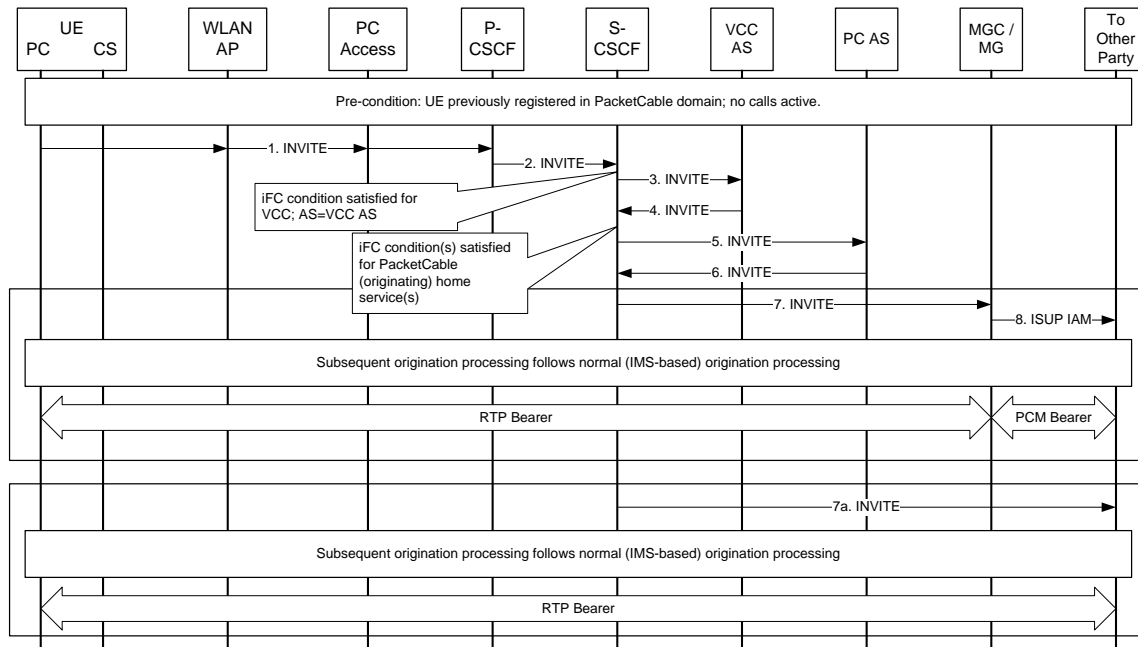 UE
PC CS
WLAN
AP
PC
Access
P-
CSCF
S-
CSCF
VCC
AS
PC AS
MGC /
MG
To
Other
Party
Pre-condition: UE previously registered in PacketCable domain; no calls active.
1. INVITE
2. INVITE
3. INVITE
iFC condition satisfied for
VCC; AS=VCC AS
4. INVITE
iFC condition(s) satisfied
for PacketCable
(originating) home
service(s)
5. INVITE
6. INVITE
7. INVITE
8. ISUP IAM
Subsequent origination processing follows normal (IMS-based) origination processing
RTP Bearer
PCM Bearer
7a. INVITE
Subsequent origination processing follows normal (IMS-based) origination processing
RTP Bearer